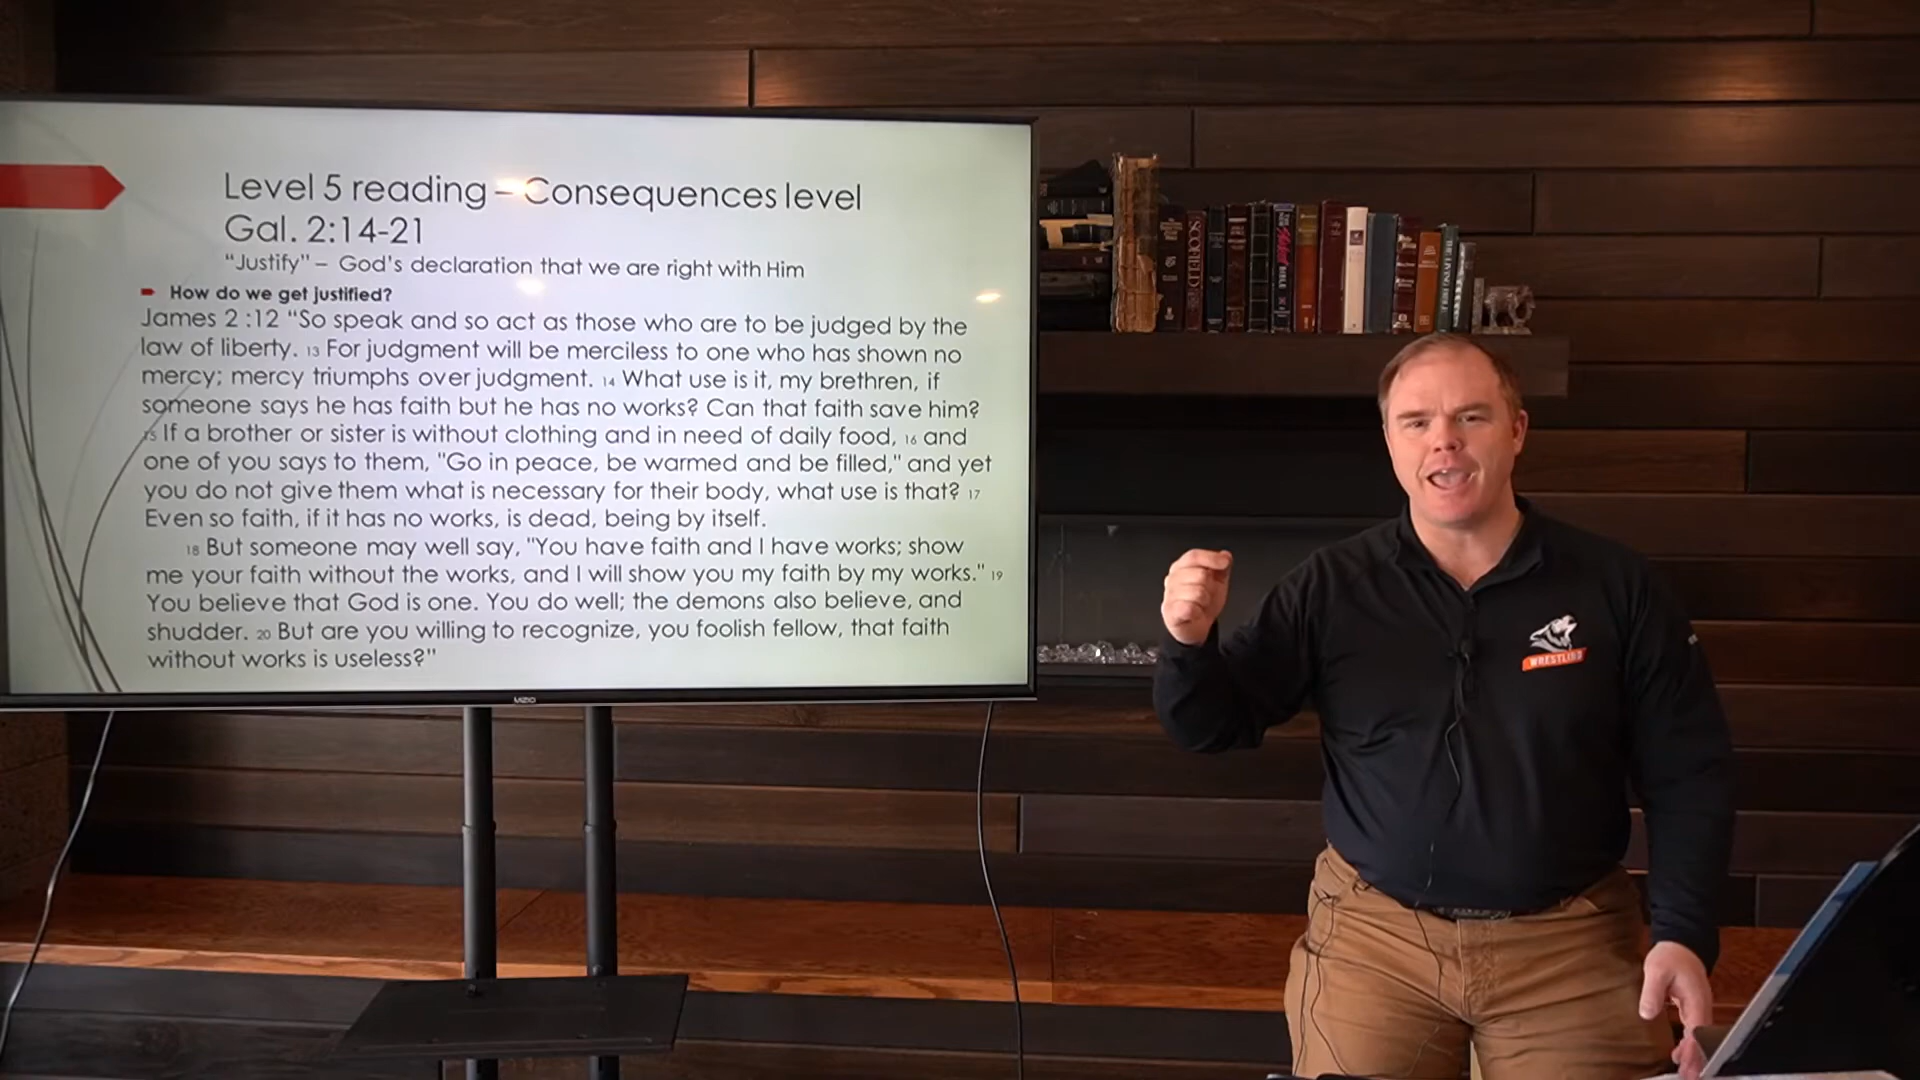 Level 5 reading – Consequences level
Gal. 2:14-21
“Justify” – God’s declaration that we are right with Him
How do we get justified?
James 2 :12 “So speak and so act as those who are to be judged by the
law of liberty. 13 For judgment will be merciless to one who has shown no
mercy; mercy triumphs over judgment. 14 What use is it, my brethren, if
someone says he has faith but he has no works? Can that faith save him?
15 If a brother or sister is without clothing and in need of daily food, 16 and
one of you says to them, "Go in peace, be warmed and be filled," and yet
you do not give them what is necessary for their body, what use is that? 17
Even so faith, if it has no works, is dead, being by itself.
18 But someone may well say, "You have faith and I have works; show
me your faith without the works, and I will show you my faith by my works." 19
You believe that God is one. You do well; the demons also believe, and
shudder. 20 But are you willing to recognize, you foolish fellow, that faith
without works is useless?"
VIZIO
SCOFIELD
BIBLE
WRESTLING